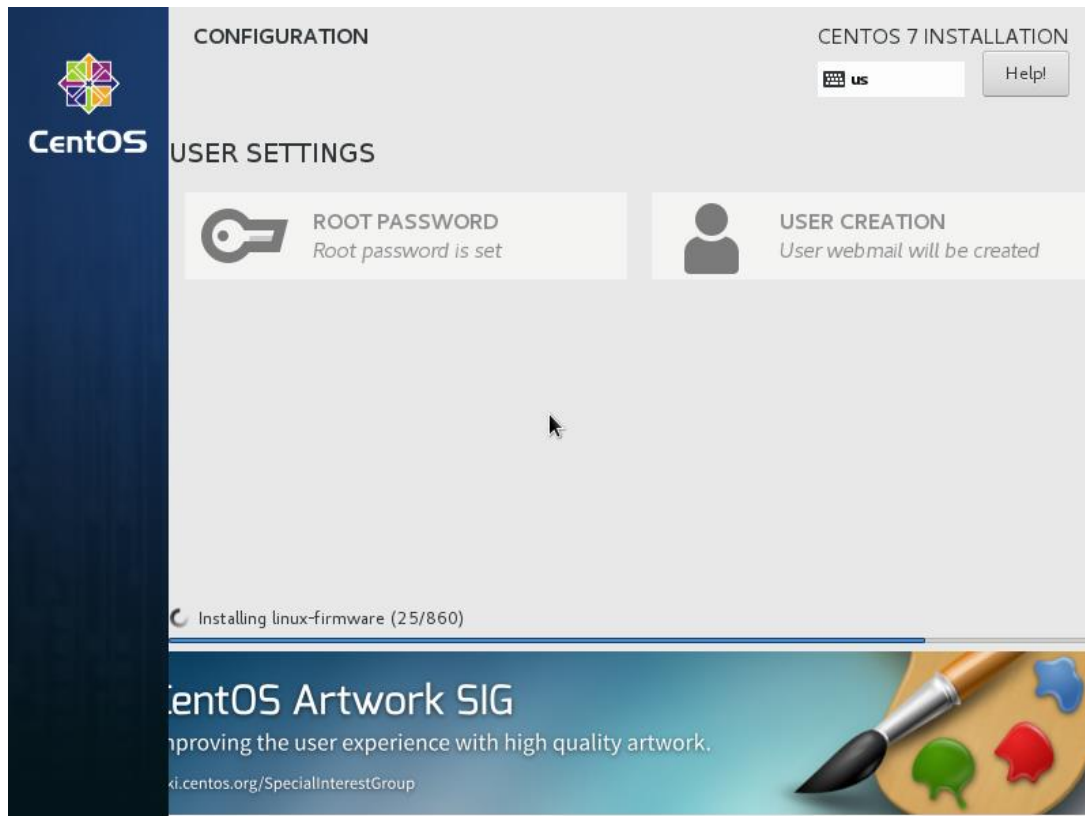 CONFIGURATION
CENTOS 7 INSTALLATION
us
Help!
CentOS
USER SETTINGS
ROOT PASSWORD
Root password is set
USER CREATION
User webmail will be created
Installing linux-firmware (25/860)
entOS Artwork SIG
proving the user experience with high quality artwork.
ki.centos.org/SpecialInterestGroup